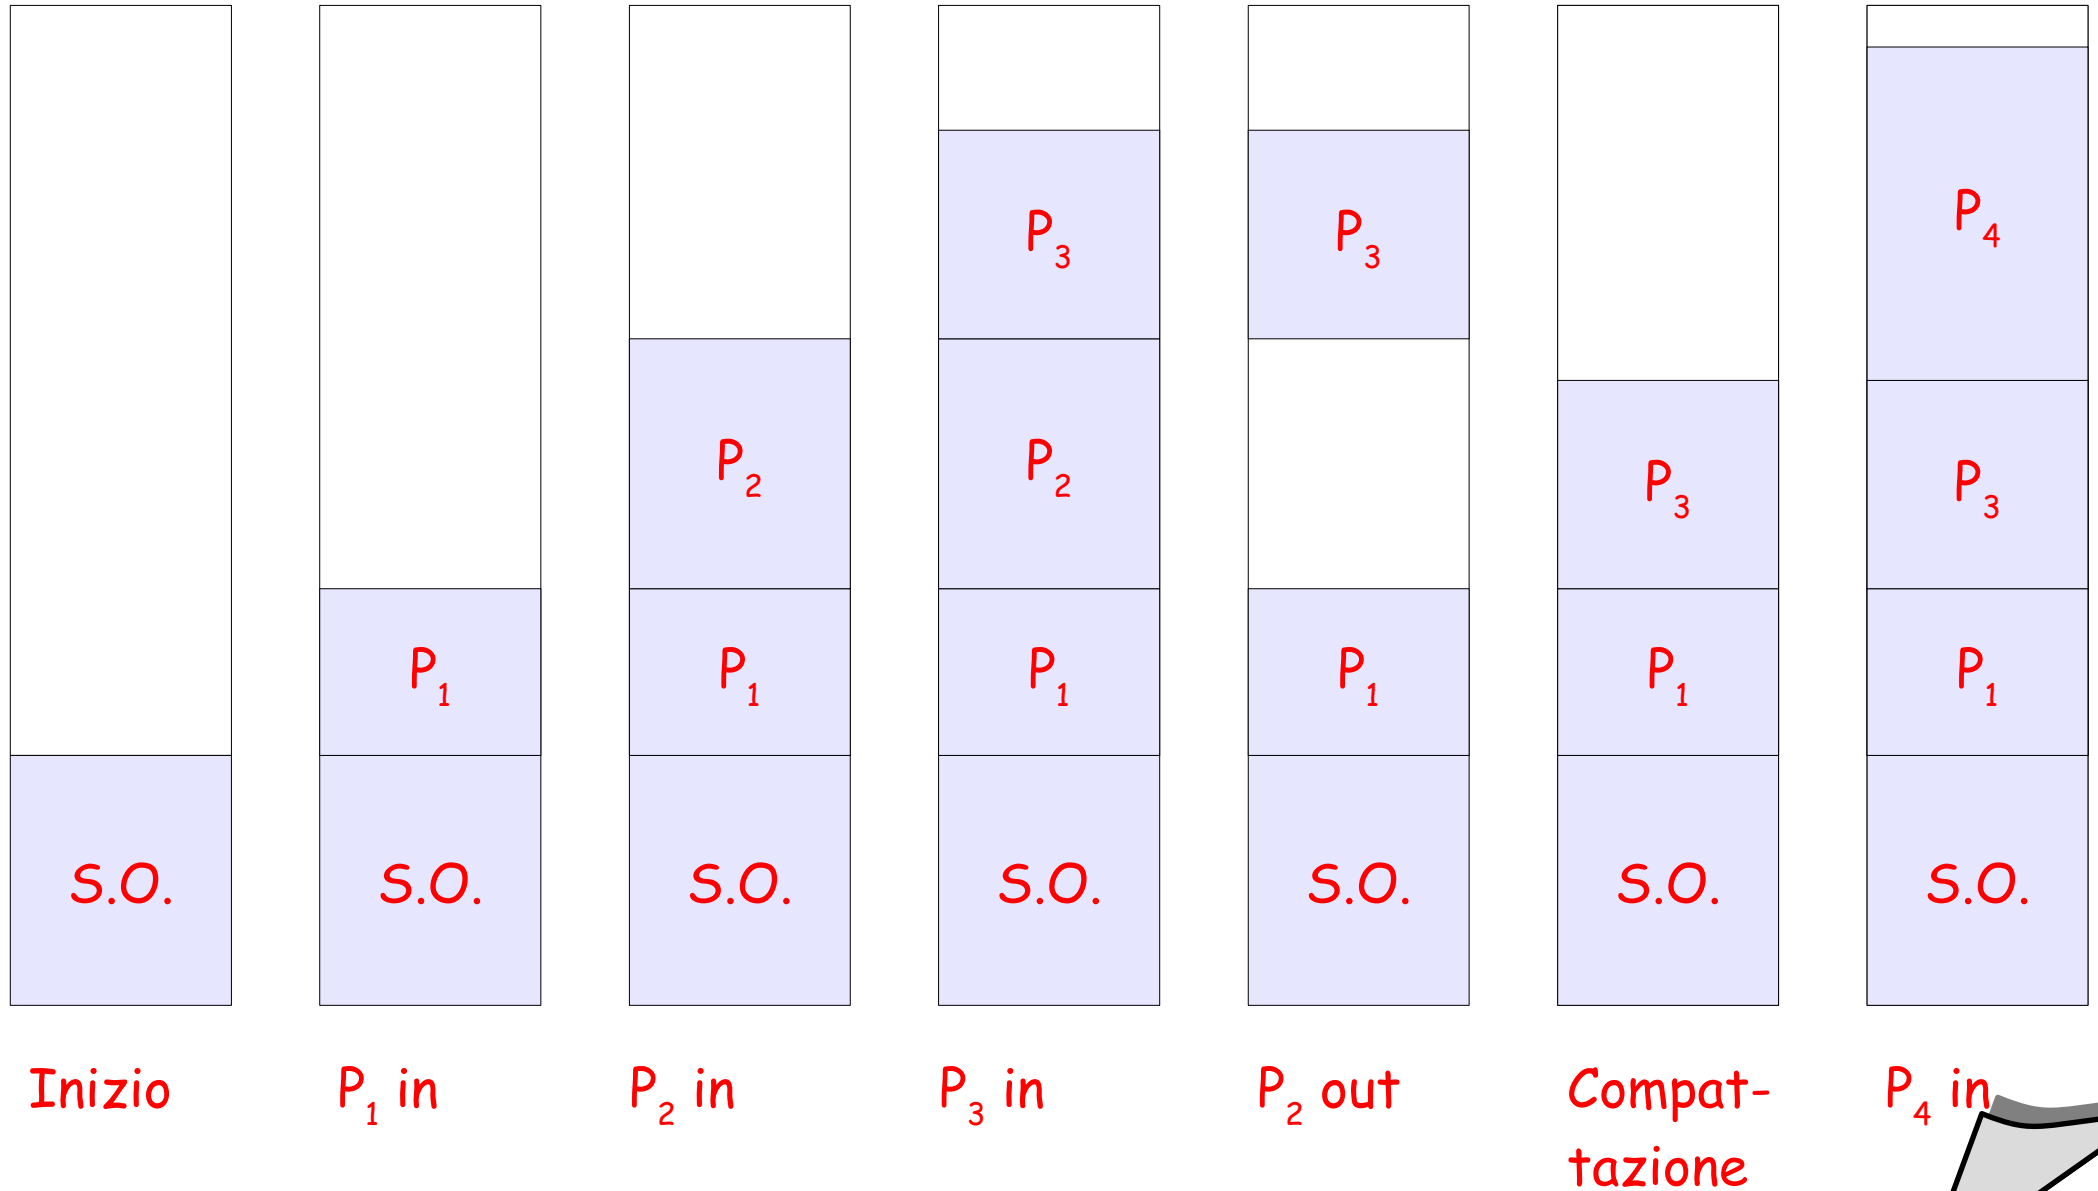 P4
P3 P3
P2 P2 P3 P3
P1 P1 P1 P1 P1 P1
S.O. S.O. S.O. S.O. S.O. S.O. S.O.
Inizio P1 in P2 in P3 in P2 out Compat- P4 in
tazione